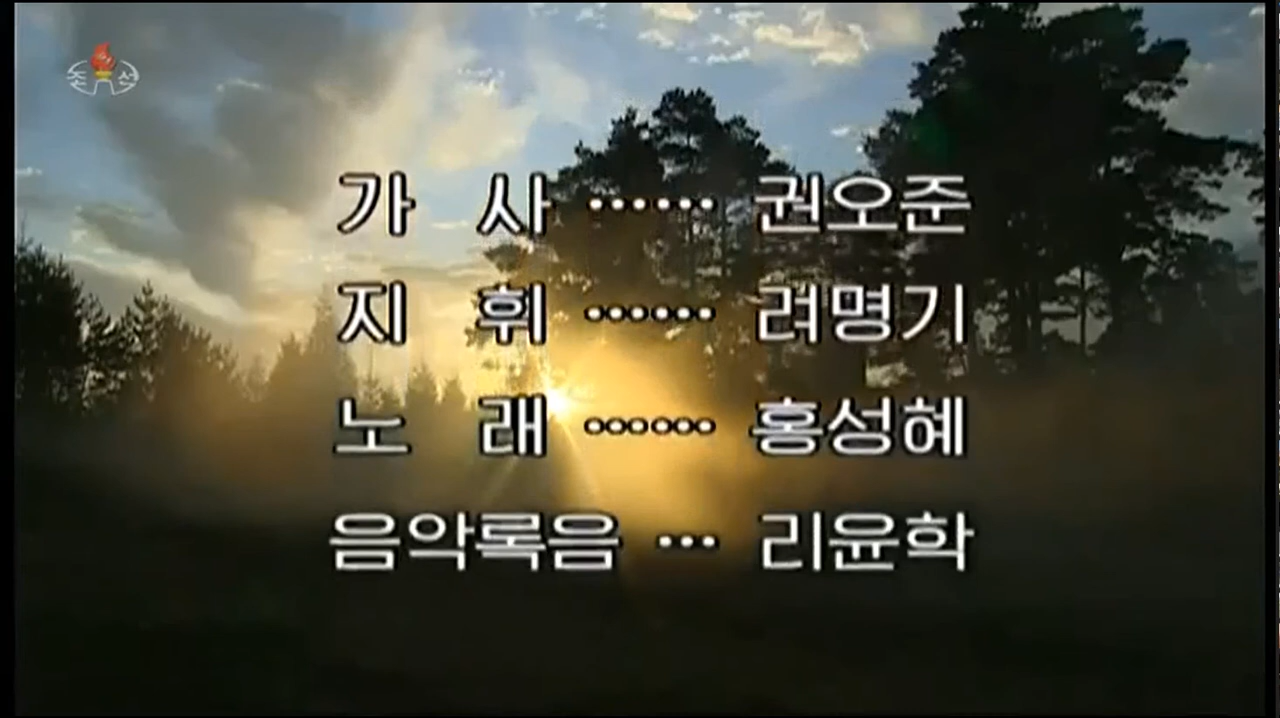 조선
가 사 …… 권오준
지 휘 …… 려명기
노 래 …… 홍성혜
음악록음 … 리윤학